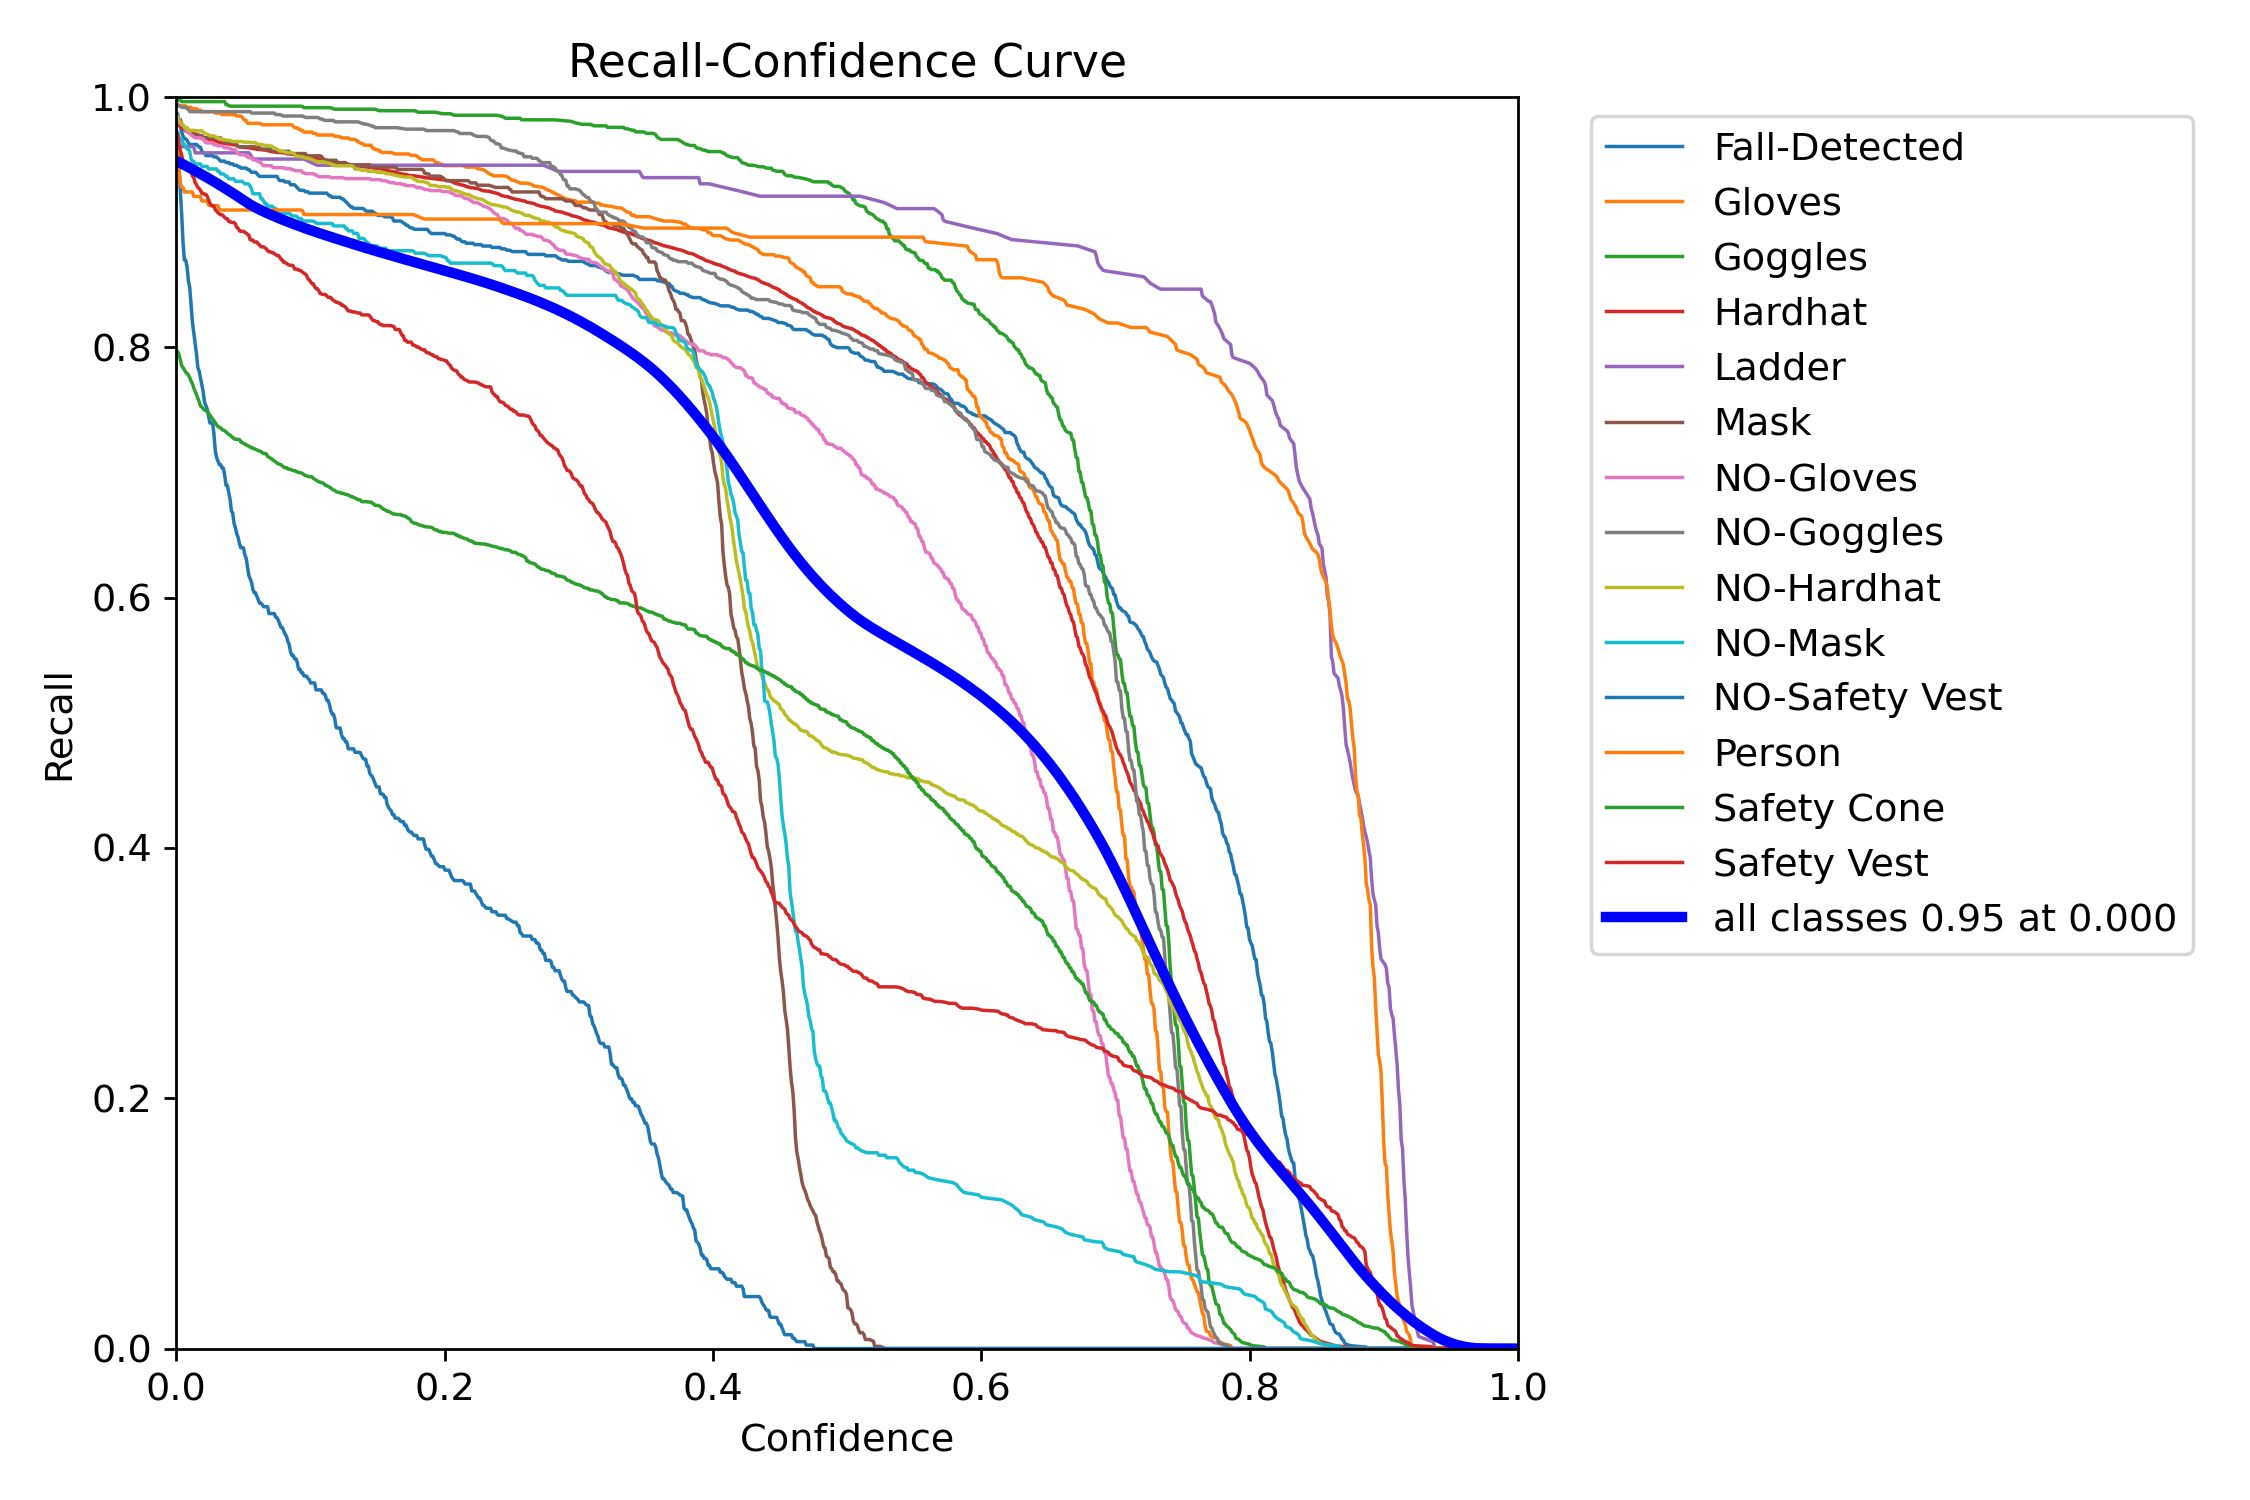 Recall-Confidence Curve
1.0
0.8
0.6
0.4
0.2
0.0
Recall
0.0 0.2 0.4 0.6 0.8 1.0
Confidence
Fall-Detected
Gloves
Goggles
Hardhat
Ladder
Mask
NO-Gloves
NO-Goggles
NO-Hardhat
NO-Mask
NO-Safety Vest
Person
Safety Cone
Safety Vest
all classes 0.95 at 0.000